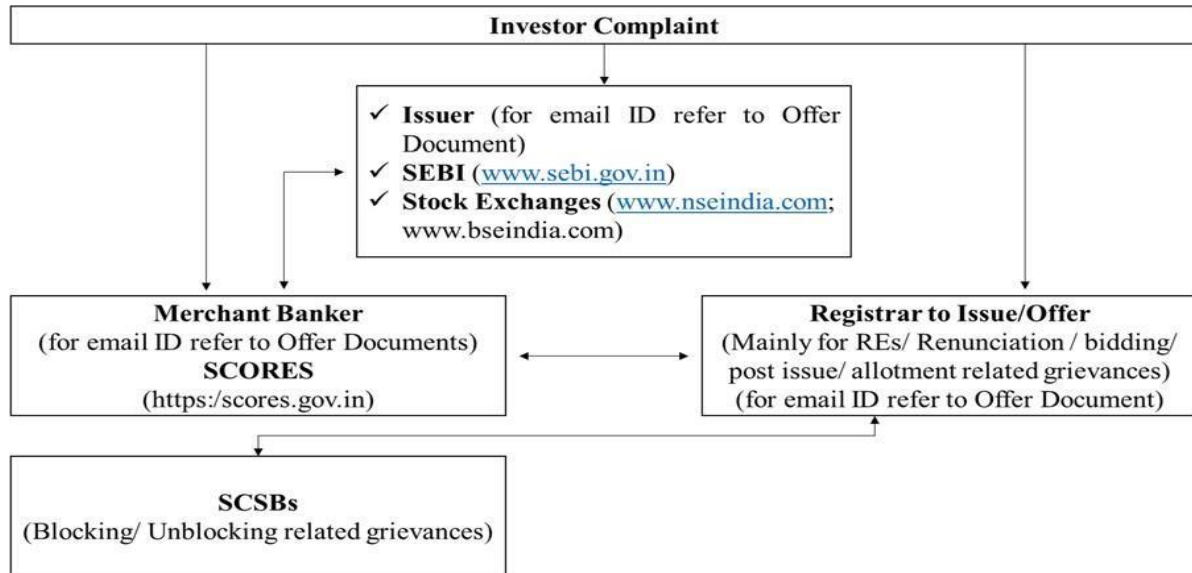 Investor Complaint
✓ Issuer (for email ID refer to Offer
Document)
✓ SEBI (www.sebi.gov.in)
✓ Stock Exchanges (www.nseindia.com;
www.bseindia.com)
Merchant Banker
(for email ID refer to Offer Documents)
SCORES
(https:/scores.gov.in)
Registrar to Issue/Offer
(Mainly for REs/ Renunciation / bidding/
post issue/ allotment related grievances)
(for email ID refer to Offer Document)
SCSBs
(Blocking/ Unblocking related grievances)